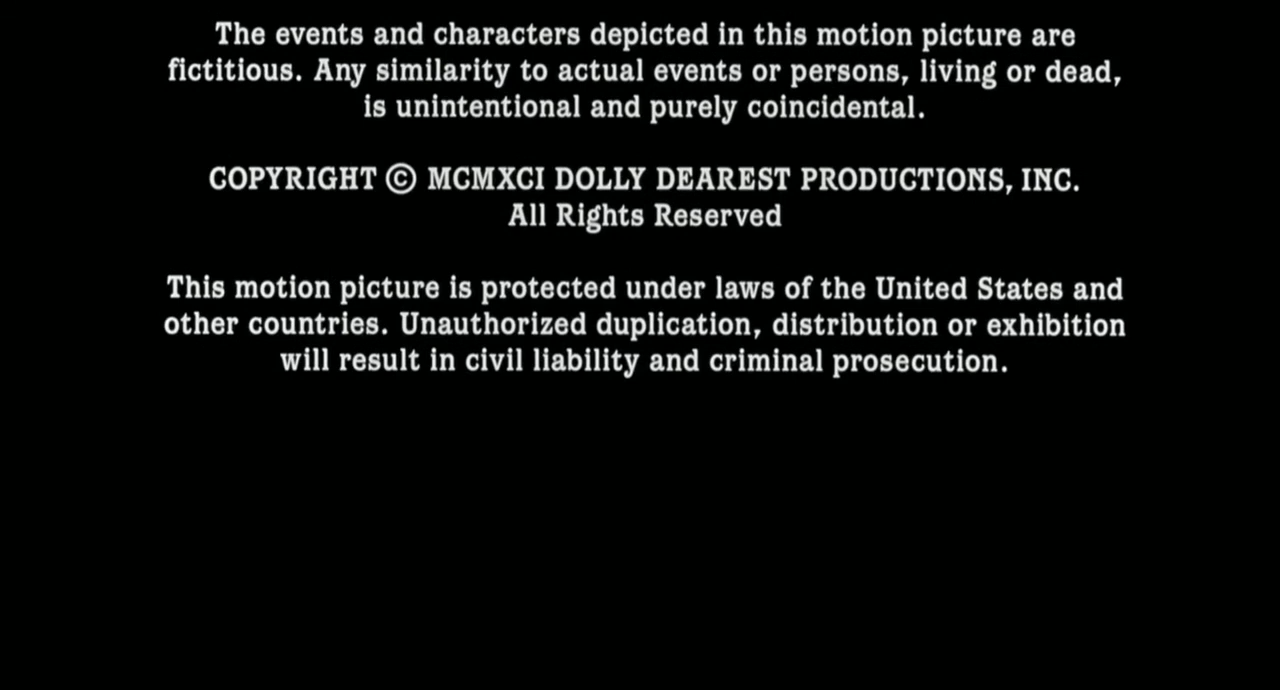 The events and characters depicted in this motion picture are
fictitious. Any similarity to actual events or persons, living or dead,
is unintentional and purely coincidental.
COPYRIGHT © MCMXCI DOLLY DEAREST PRODUCTIONS, INC.
All Rights Reserved
This motion picture is protected under laws of the United States and
other countries. Unauthorized duplication, distribution or exhibition
will result in civil liability and criminal prosecution.